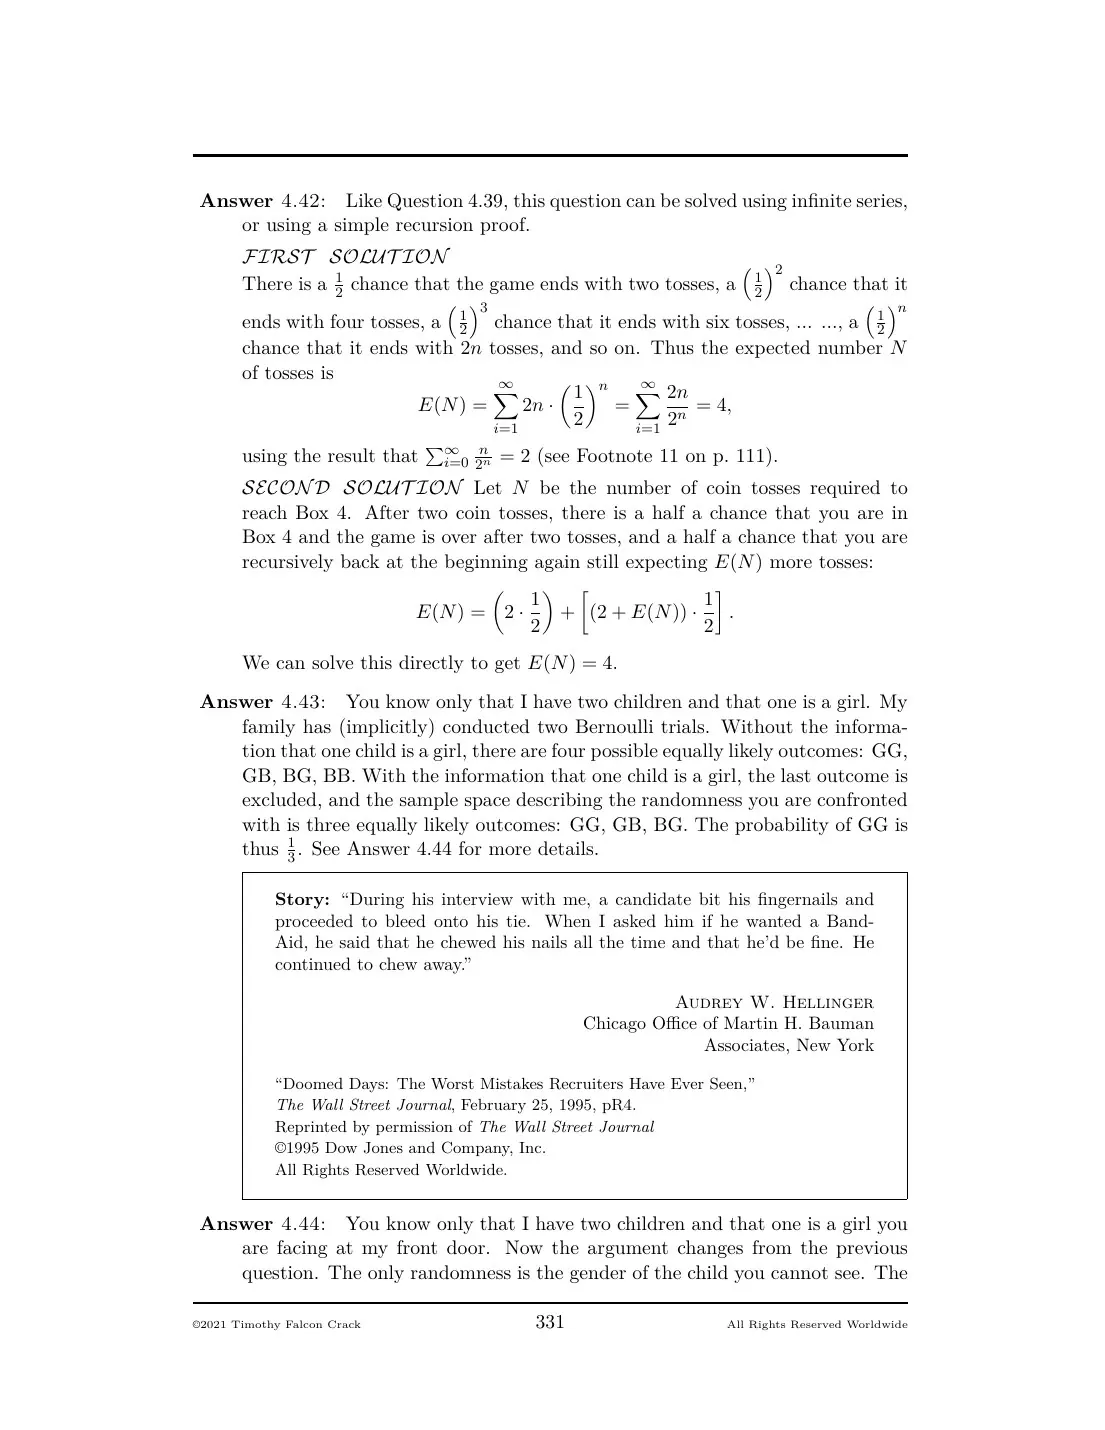 Answer 4.42: Like Question 4.39, this question can be solved using infinite series,
or using a simple recursion proof.
FIRST SOLUTION
There is a 1/2 chance that the game ends with two tosses, a (1/2)^2 chance that it
ends with four tosses, a (1/2)^3 chance that it ends with six tosses, ... ..., a (1/2)^n
chance that it ends with 2n tosses, and so on. Thus the expected number N
of tosses is
E(N) = ∑_{i=1}^{∞} 2n · (1/2)^n = ∑_{i=1}^{∞} 2n/2^n = 4,
using the result that ∑_{i=0}^{∞} n/2^n = 2 (see Footnote 11 on p. 111).
SECOND SOLUTION Let N be the number of coin tosses required to
reach Box 4. After two coin tosses, there is a half a chance that you are in
Box 4 and the game is over after two tosses, and a half a chance that you are
recursively back at the beginning again still expecting E(N) more tosses:
E(N) = (2 · 1/2) + [(2 + E(N)) · 1/2].
We can solve this directly to get E(N) = 4.
Answer 4.43: You know only that I have two children and that one is a girl. My
family has (implicitly) conducted two Bernoulli trials. Without the informa-
tion that one child is a girl, there are four possible equally likely outcomes: GG,
GB, BG, BB. With the information that one child is a girl, the last outcome is
excluded, and the sample space describing the randomness you are confronted
with is three equally likely outcomes: GG, GB, BG. The probability of GG is
thus 1/3. See Answer 4.44 for more details.
Story: “During his interview with me, a candidate bit his fingernails and
proceeded to bleed onto his tie. When I asked him if he wanted a Band-
Aid, he said that he chewed his nails all the time and that he’d be fine. He
continued to chew away.”
Audrey W. Hellinger
Chicago Office of Martin H. Bauman
Associates, New York
“Doomed Days: The Worst Mistakes Recruiters Have Ever Seen,”
The Wall Street Journal, February 25, 1995, pR4.
Reprinted by permission of The Wall Street Journal
©1995 Dow Jones and Company, Inc.
All Rights Reserved Worldwide.
Answer 4.44: You know only that I have two children and that one is a girl you
are facing at my front door. Now the argument changes from the previous
question. The only randomness is the gender of the child you cannot see. The
©2021 Timothy Falcon Crack 331 All Rights Reserved Worldwide